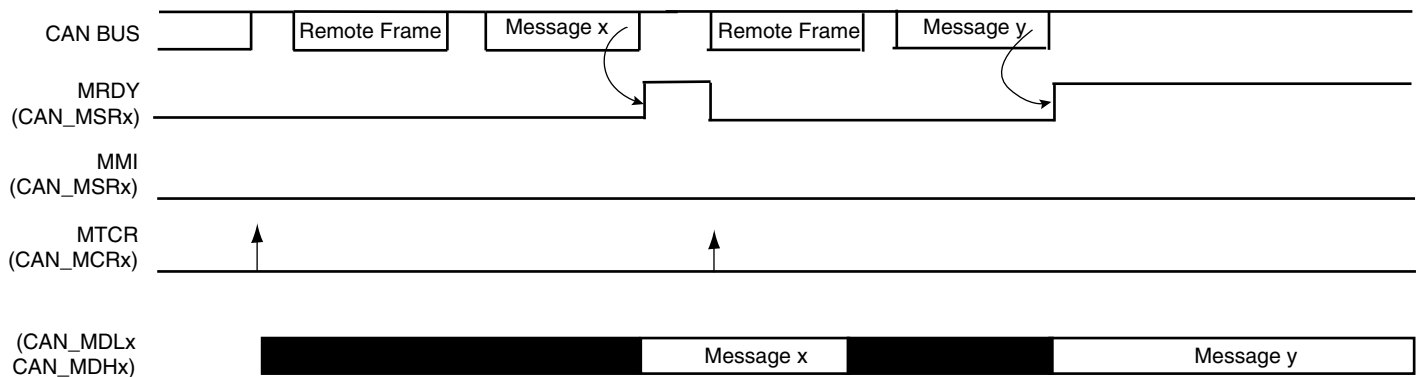 CAN BUS
Remote Frame
Message x
Remote Frame
Message y
MRDY
(CAN_MSRx)
MMI
(CAN_MSRx)
MTCR
(CAN_MCRx)
(CAN_MDLx
CAN_MDHx)
Message x
Message y